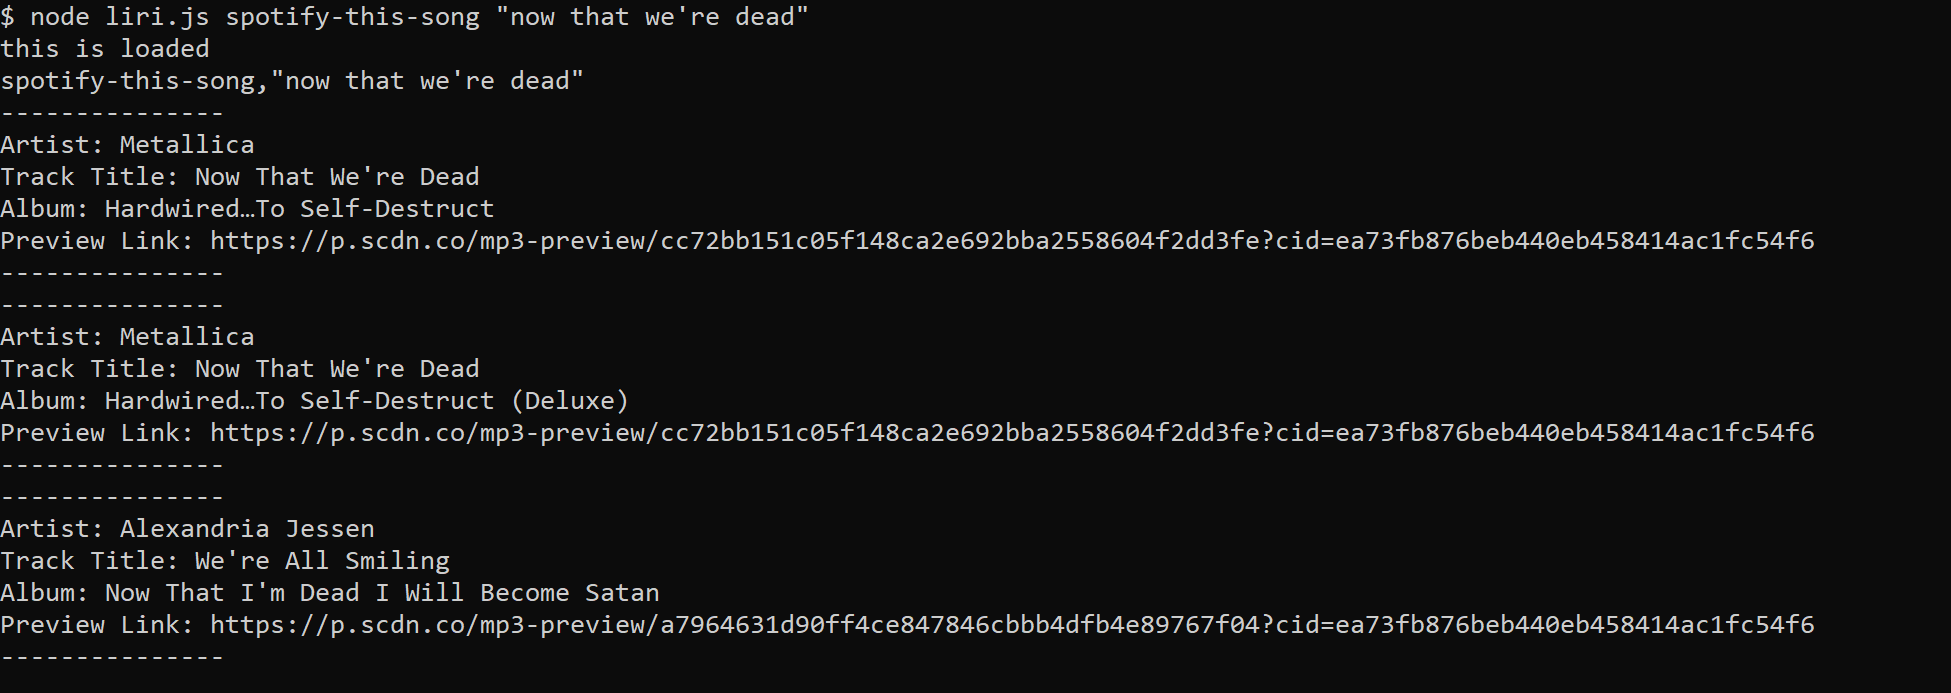 $ node liri.js spotify-this-song "now that we're dead"
this is loaded
spotify-this-song,"now that we're dead"
---------------
Artist: Metallica
Track Title: Now That We're Dead
Album: Hardwired…To Self-Destruct
Preview Link: https://p.scdn.co/mp3-preview/cc72bb151c05f148ca2e692bba2558604f2dd3fe?cid=ea73fb876beb440eb458414ac1fc54f6
---------------
---------------
Artist: Metallica
Track Title: Now That We're Dead
Album: Hardwired…To Self-Destruct (Deluxe)
Preview Link: https://p.scdn.co/mp3-preview/cc72bb151c05f148ca2e692bba2558604f2dd3fe?cid=ea73fb876beb440eb458414ac1fc54f6
---------------
---------------
Artist: Alexandria Jessen
Track Title: We're All Smiling
Album: Now That I'm Dead I Will Become Satan
Preview Link: https://p.scdn.co/mp3-preview/a7964631d90ff4ce847846cbbb4dfb4e89767f04?cid=ea73fb876beb440eb458414ac1fc54f6
---------------